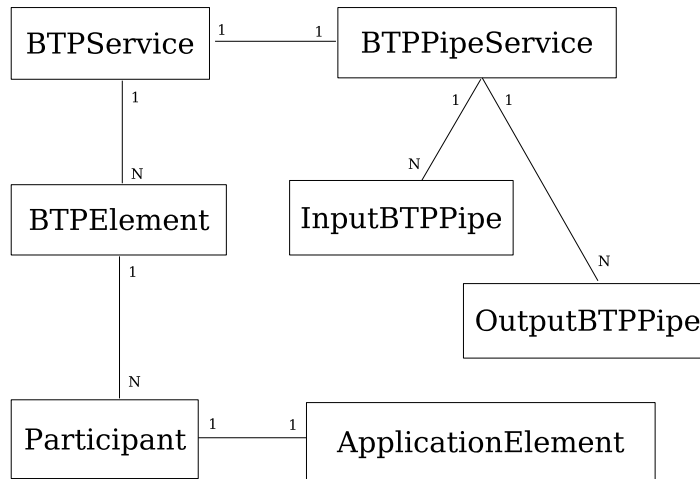 BTPService
1
1
BTPPipeService
1
1
1
N
N
BTPElement
InputBTPPipe
N
1
OutputBTPPipe
N
Participant
1
1
ApplicationElement